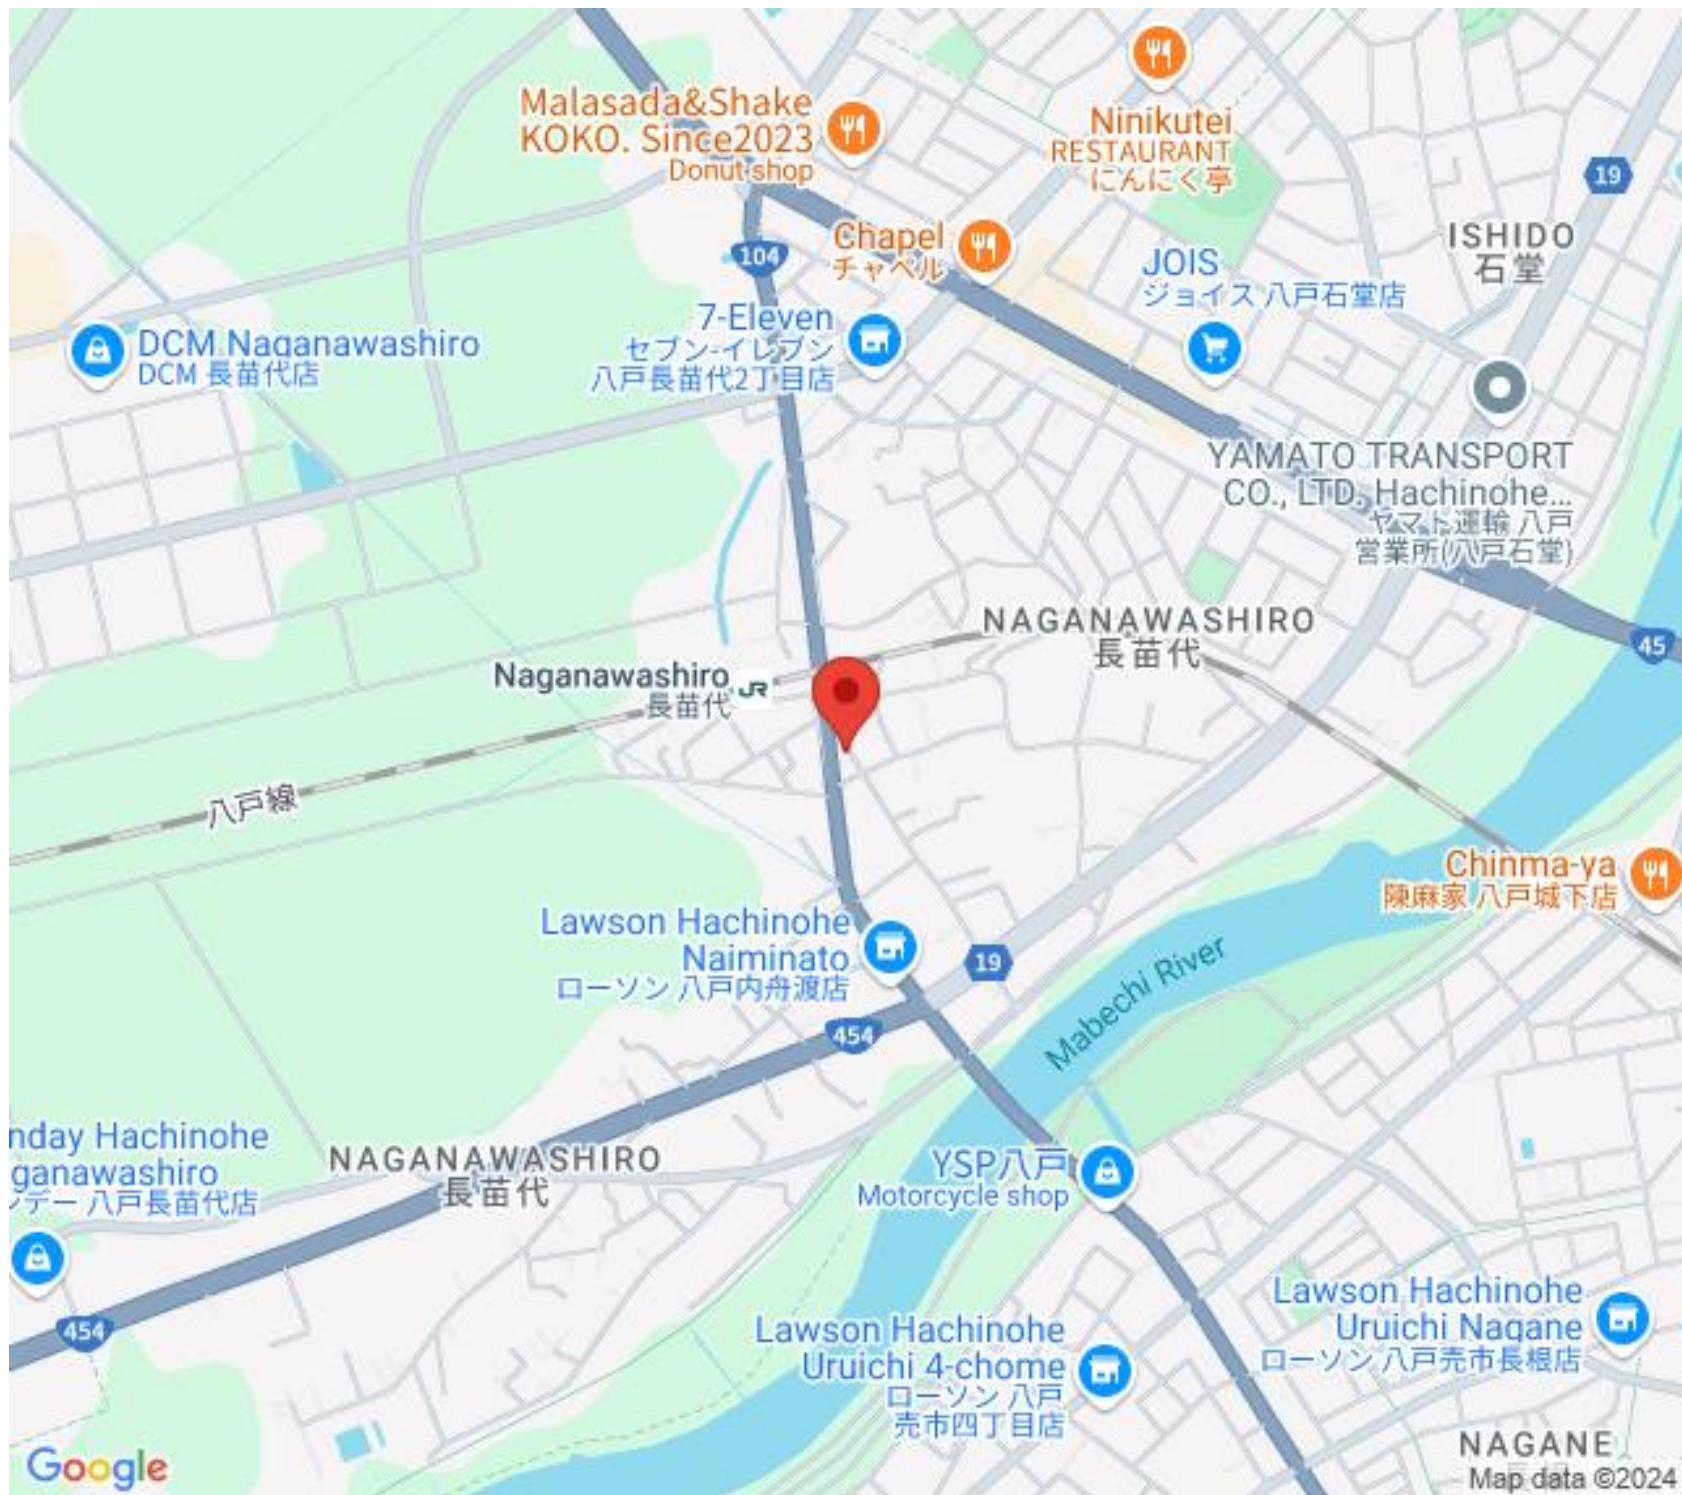 Malasada&Shake
KOKO. Since2023
Donut shop
Ninikutei
RESTAURANT
にんにく亭
19
ISHIDO
石堂
104
Chapel
チャペル
JOIS
ジョイス 八戸石堂店
7-Eleven
セブン-イレブン
八戸長苗代2丁目店
DCM Naganawashiro
DCM 長苗代店
YAMATO TRANSPORT
CO., LTD. Hachinohe...
ヤマト運輸 八戸
営業所(八戸石堂)
NAGANAWASHIRO
長苗代
45
Naganawashiro
長苗代
JR
八戸線
Chinma-ya
陳麻家 八戸城下店
Lawson Hachinohe
Naiminato
ローソン 八戸内舟渡店
19
Mabechi River
454
nday Hachinohe
ganawashiro
デー 八戸長苗代店
NAGANAWASHIRO
長苗代
YSP八戸
Motorcycle shop
454
Lawson Hachinohe
Uruichi Nagane
ローソン 八戸売市長根店
Lawson Hachinohe
Uruichi 4-chome
ローソン 八戸
売市四丁目店
NAGANE
Google
Map data ©2024